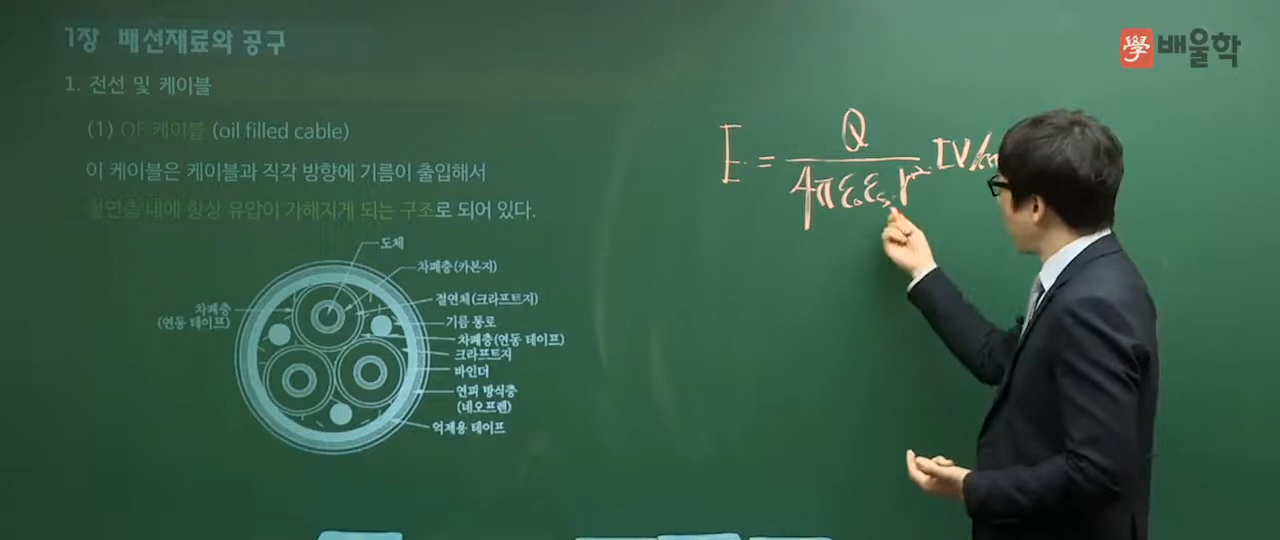 1장 배선재료와 공구
學 배울학
1. 전선 및 케이블
(1) OF 케이블 (oil filled cable)
이 케이블은 케이블과 직각 방향에 기름이 출입해서
절연층 내에 항상 유압이 가해지게 되는 구조로 되어 있다.
E = Q / 4πε₀εₛr² [V/m
도체
차폐층(카본지)
절연체(크라프트지)
차폐층
(연동 테이프)
기름 통로
차폐층(연동 테이프)
크라프트지
바인더
연피 방식층
(네오프렌)
억제용 테이프